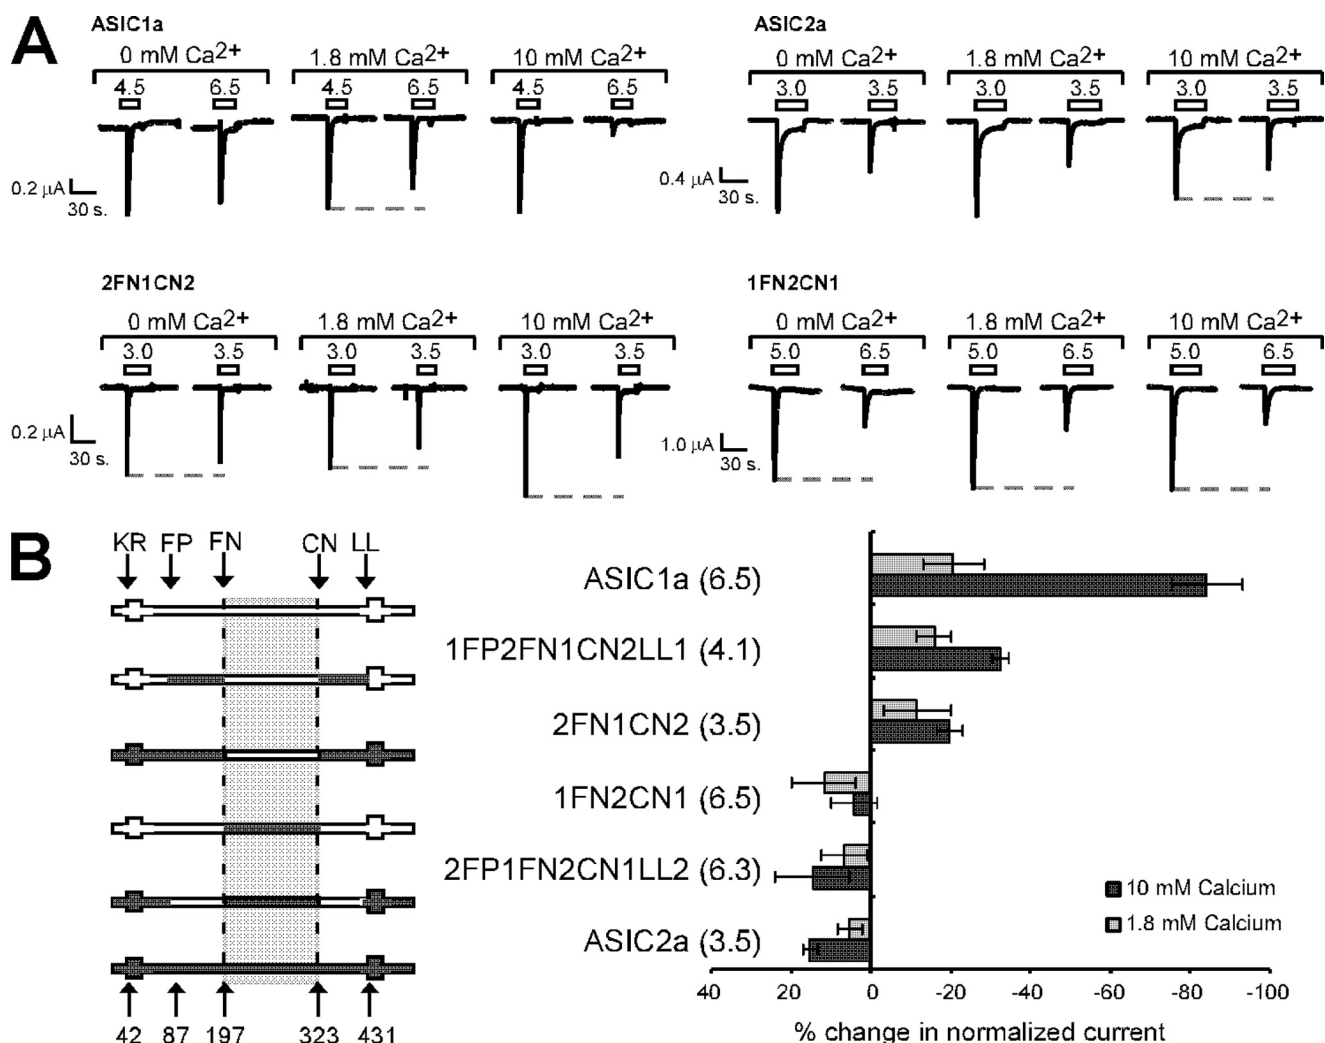 A
ASIC1a
0 mM Ca2+ 1.8 mM Ca2+ 10 mM Ca2+
4.5 6.5 4.5 6.5 4.5 6.5
0.2 µA
30 s.
ASIC2a
0 mM Ca2+ 1.8 mM Ca2+ 10 mM Ca2+
3.0 3.5 3.0 3.5 3.0 3.5
0.4 µA
30 s.
2FN1CN2
0 mM Ca2+ 1.8 mM Ca2+ 10 mM Ca2+
3.0 3.5 3.0 3.5 3.0 3.5
0.2 µA
30 s.
1FN2CN1
0 mM Ca2+ 1.8 mM Ca2+ 10 mM Ca2+
5.0 6.5 5.0 6.5 5.0 6.5
1.0 µA
30 s.
B
KR FP FN CN LL
42 87 197 323 431
ASIC1a (6.5)
1FP2FN1CN2LL1 (4.1)
2FN1CN2 (3.5)
1FN2CN1 (6.5)
2FP1FN2CN1LL2 (6.3)
ASIC2a (3.5)
10 mM Calcium
1.8 mM Calcium
40 20 0 -20 -40 -60 -80 -100
% change in normalized current